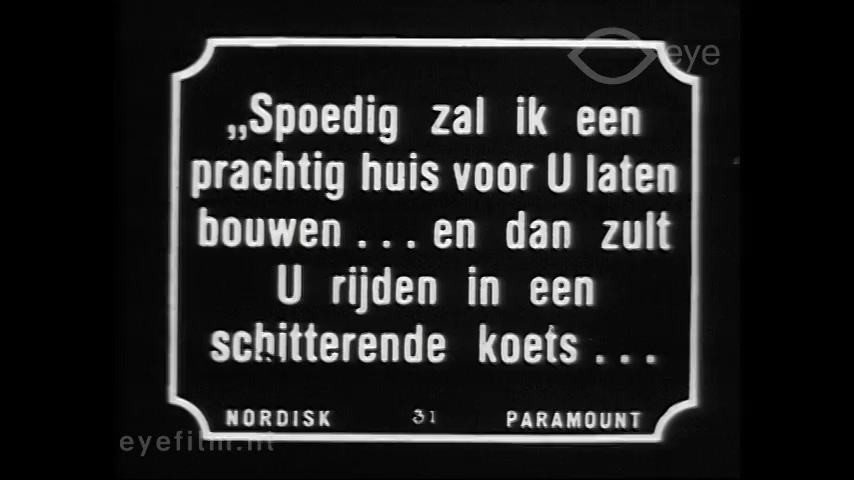 eye
„Spoedig zal ik een
prachtig huis voor U laten
bouwen ... en dan zult
U rijden in een
schitterende koets ...
NORDISK 31 PARAMOUNT
eyefilm.nl